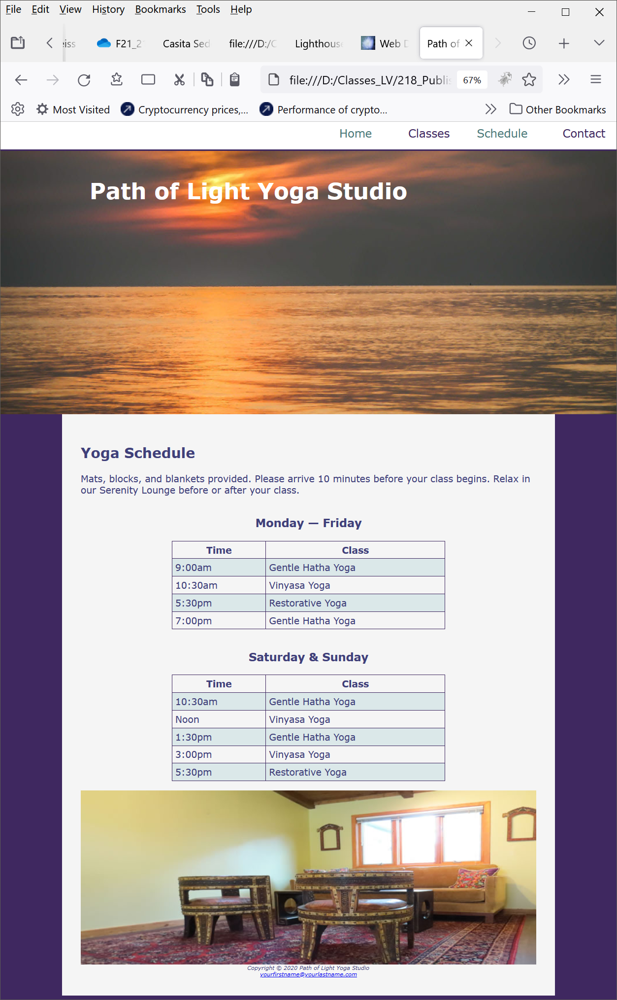 File Edit View History Bookmarks Tools Help
F21_2 Casita Sed file:///D:/C Lighthouse Web D Path of
file:///D:/Classes_LV/218_Publis 67%
Most Visited Cryptocurrency prices,... Performance of crypto... Other Bookmarks
Home Classes Schedule Contact
Path of Light Yoga Studio
Yoga Schedule
Mats, blocks, and blankets provided. Please arrive 10 minutes before your class begins. Relax in
our Serenity Lounge before or after your class.
Monday — Friday
Time Class
9:00am Gentle Hatha Yoga
10:30am Vinyasa Yoga
5:30pm Restorative Yoga
7:00pm Gentle Hatha Yoga
Saturday & Sunday
Time Class
10:30am Gentle Hatha Yoga
Noon Vinyasa Yoga
1:30pm Gentle Hatha Yoga
3:00pm Vinyasa Yoga
5:30pm Restorative Yoga
Copyright © 2020 Path of Light Yoga Studio
yourfirstname@yourlastname.com